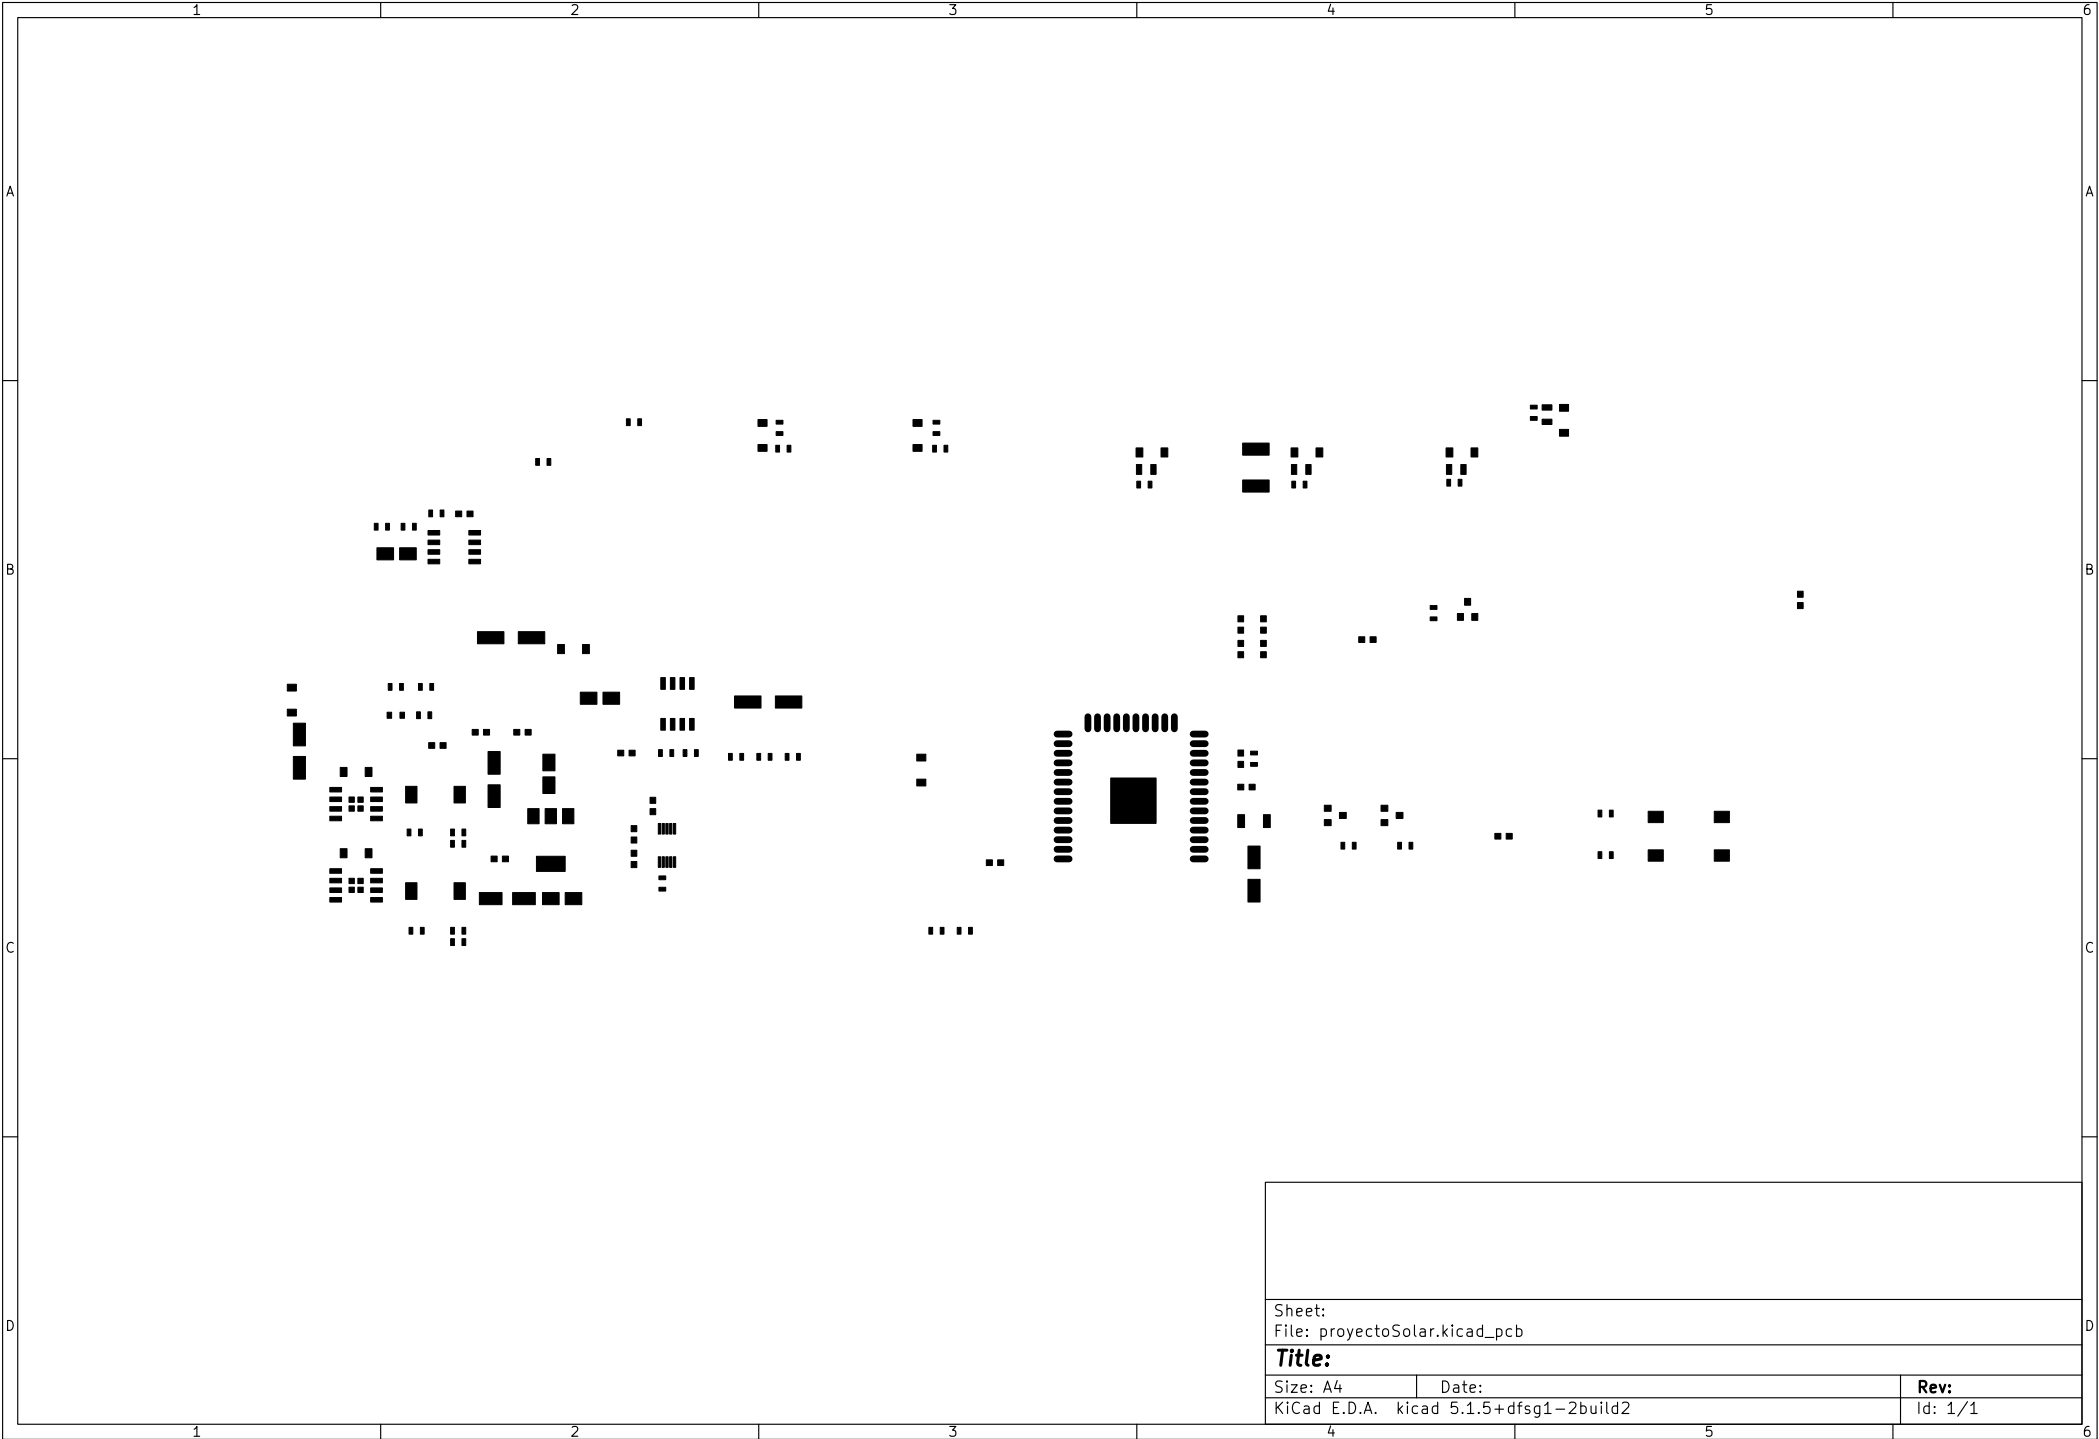 1 2 3 4 5 6
A A
B B
C C
Sheet:
File: proyectoSolar.kicad_pcb
D D
Title:
Size: A4 Date: Rev:
KiCad E.D.A. kicad 5.1.5+dfsg1-2build2 Id: 1/1
1 2 3 4 5 6